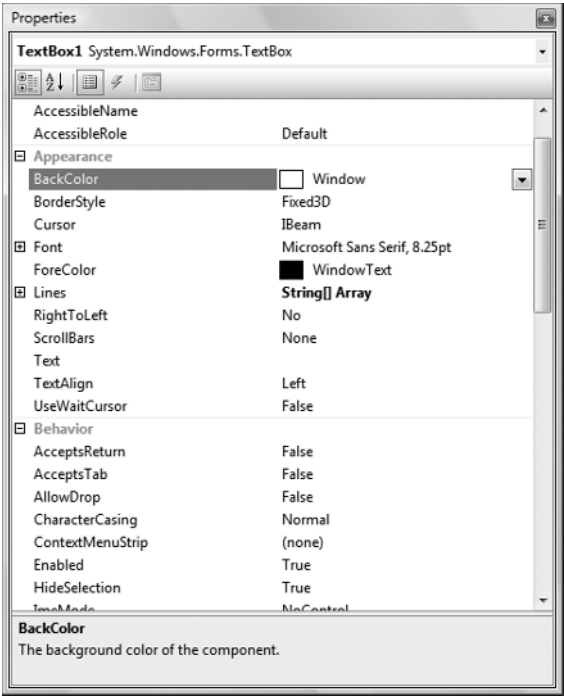 Properties
TextBox1 System.Windows.Forms.TextBox
AccessibleName
AccessibleRole Default
Appearance
BackColor Window
BorderStyle Fixed3D
Cursor IBeam
Font Microsoft Sans Serif, 8.25pt
ForeColor WindowText
Lines String[] Array
RightToLeft No
ScrollBars None
Text
TextAlign Left
UseWaitCursor False
Behavior
AcceptsReturn False
AcceptsTab False
AllowDrop False
CharacterCasing Normal
ContextMenuStrip (none)
Enabled True
HideSelection True
ImeMode NoControl
BackColor
The background color of the component.